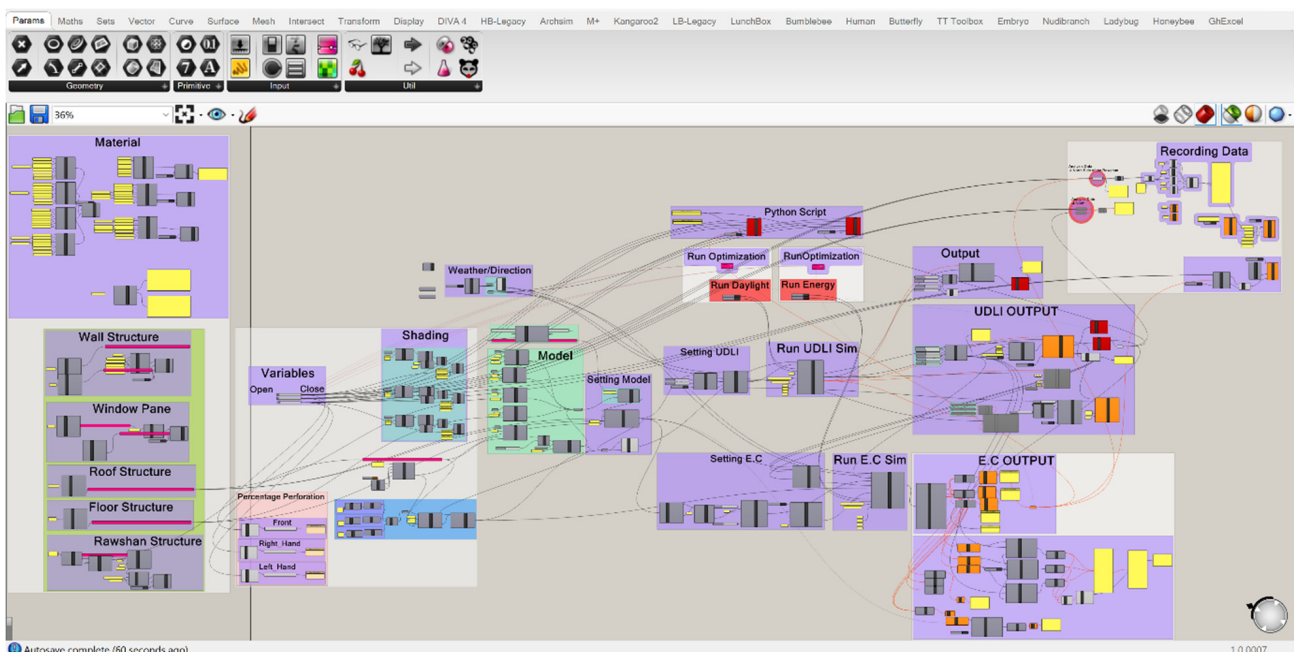 Params Maths Sets Vector Curve Surface Mesh Intersect Transform Display DIVA 4 HB-Legacy Archsim M+ Kangaroo2 LB-Legacy LunchBox Bumblebee Human Butterfly TT Toolbox Embryo Nudibranch Ladybug Honeybee GhExcel
Geometry Primitive Input Util
36%
Material
Recording Data
Python Script
Run Optimization RunOptimization
Output
Weather/Direction
Run Daylight Run Energy
UDLI OUTPUT
Wall Structure
Shading
Model
Setting UDLI
Run UDLI Sim
Variables
Open Close
Setting Model
Window Pane
Setting E.C
Run E.C Sim
E.C OUTPUT
Roof Structure
Percentage Perforation
Floor Structure
Front
Rawshan Structure
Right_Hand
Left_Hand
Autosave complete (60 seconds ago)
1.0.0007